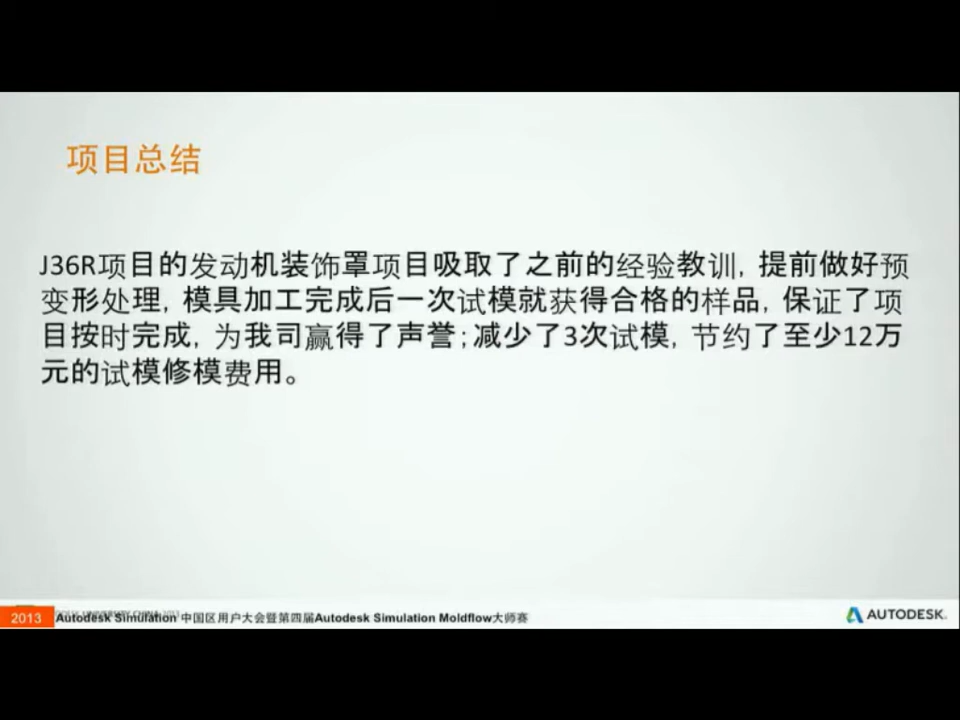 项目总结
J36R项目的发动机装饰罩项目吸取了之前的经验教训，提前做好预
变形处理，模具加工完成后一次试模就获得合格的样品，保证了项
目按时完成，为我司赢得了声誉；减少了3次试模，节约了至少12万
元的试模修模费用。
2013
Autodesk Simulation 中国区用户大会暨第四届Autodesk Simulation Moldflow大师赛
AUTODESK